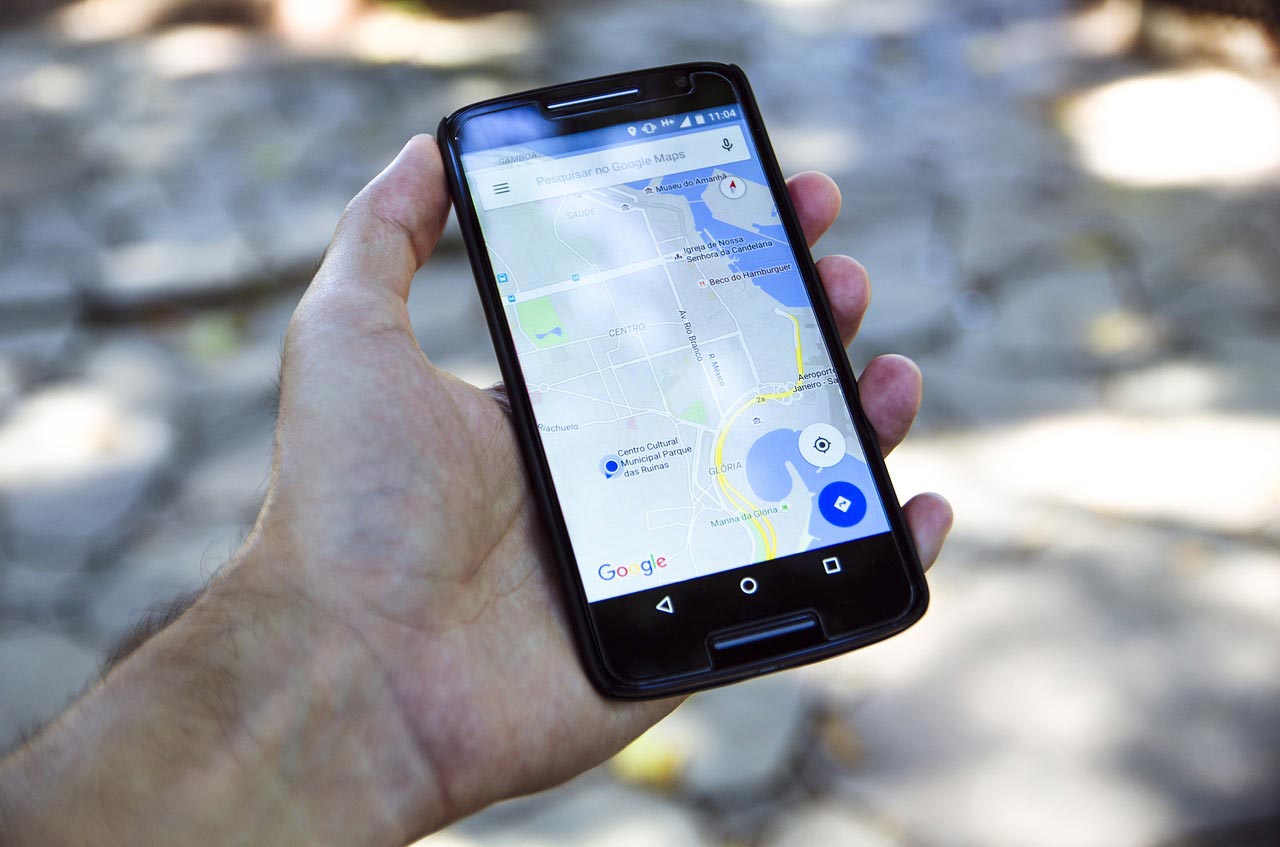 H+ 11:04
GAMBOA
Pesquisar no Google Maps
Museu do Amanhã
SAÚDE
Igreja de Nossa
Senhora da Candelária
Beco do Hamburguer
CENTRO
Av. Rio Branco
R. México
Aeroport
Janeiro - Sa
2a
Riachuelo
Centro Cultural
Municipal Parque
das Ruínas
GLÓRIA
Marina da Glória
Google